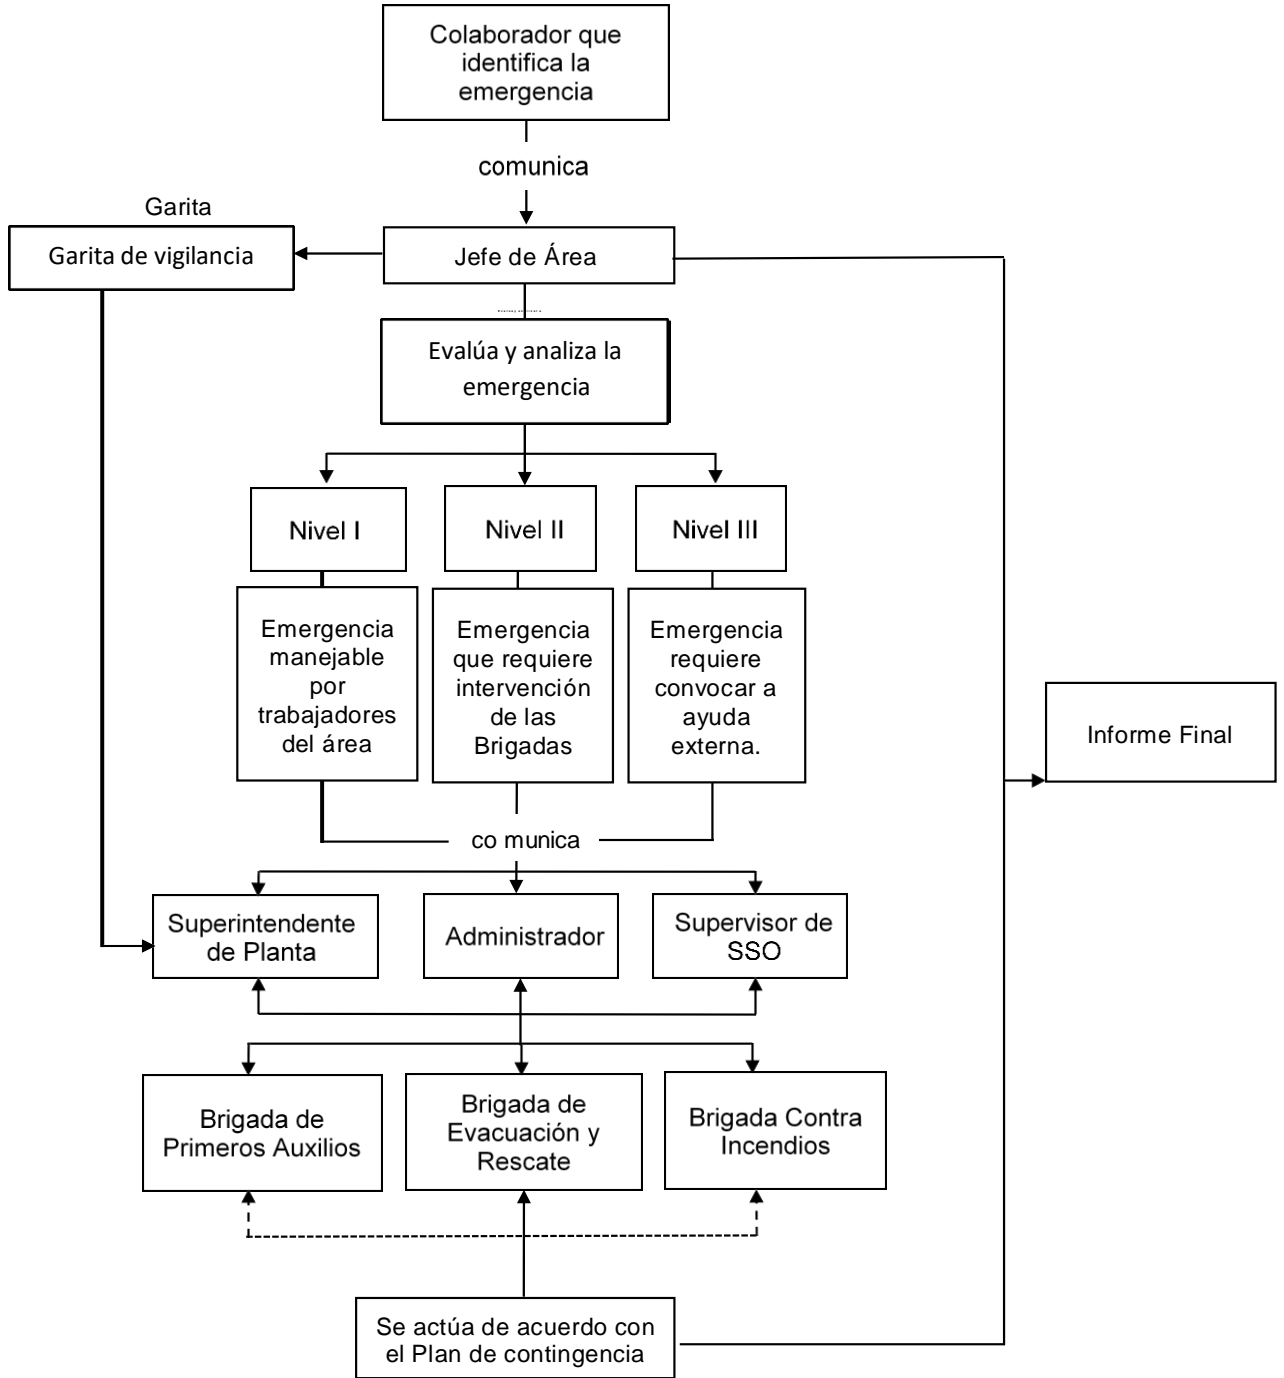 Colaborador que
identifica la
emergencia
comunica
Garita
Garita de vigilancia
Jefe de Área
Evalúa y analiza la
emergencia
Nivel I
Nivel II
Nivel III
Emergencia
manejable
por
trabajadores
del área
Emergencia
que requiere
intervención
de las
Brigadas
Emergencia
requiere
convocar a
ayuda
externa.
Informe Final
co munica
Superintendente
de Planta
Administrador
Supervisor de
SSO
Brigada de
Primeros Auxilios
Brigada de
Evacuación y
Rescate
Brigada Contra
Incendios
Se actúa de acuerdo con
el Plan de contingencia